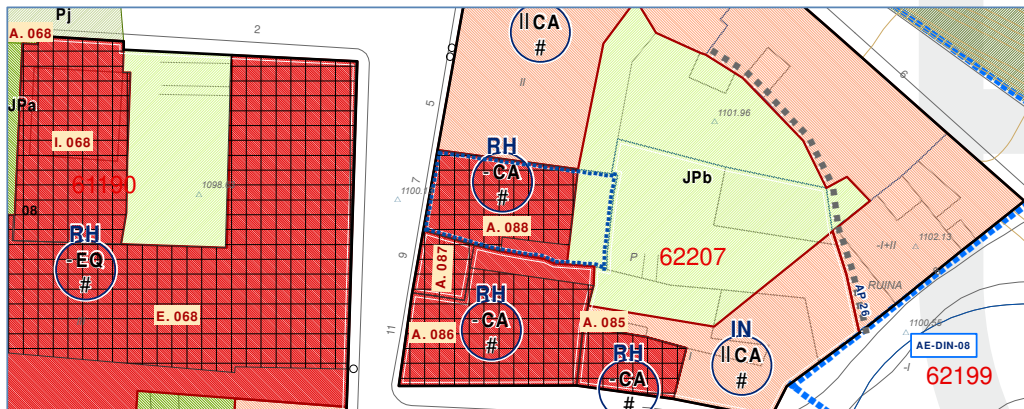 Pj
2
A. 068
JPa
I. 068
61190
1098.
08
RH
-EQ
#
E. 068
IICA
#
II
5
6
1101.96
RH
-CA
#
7
1100.
A. 088
JPb
62207
P
9
A. 087
11
A. 086
RH
-CA
#
A. 085
RH
-CA
#
I
IN
IICA
#
AP 26
-I+II
1102.13
RUINA
1100.56
AE-DIN-08
-I
62199